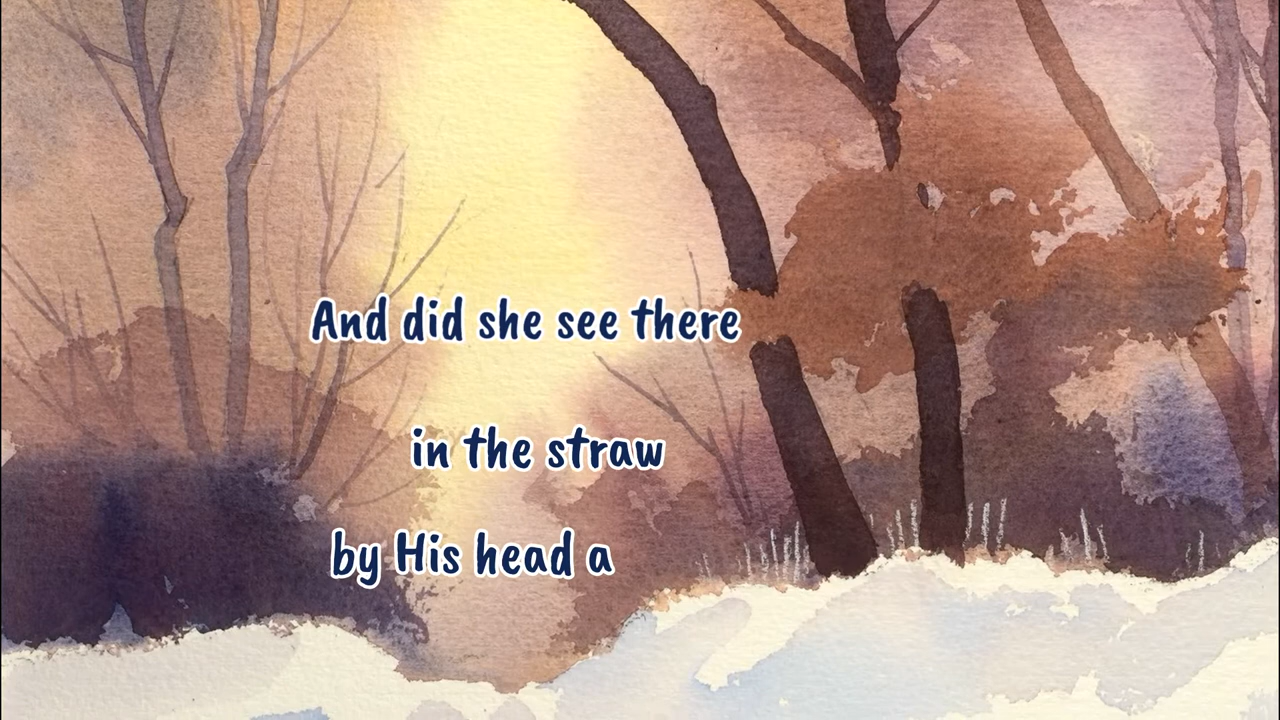 And did she see there
in the straw
by His head a